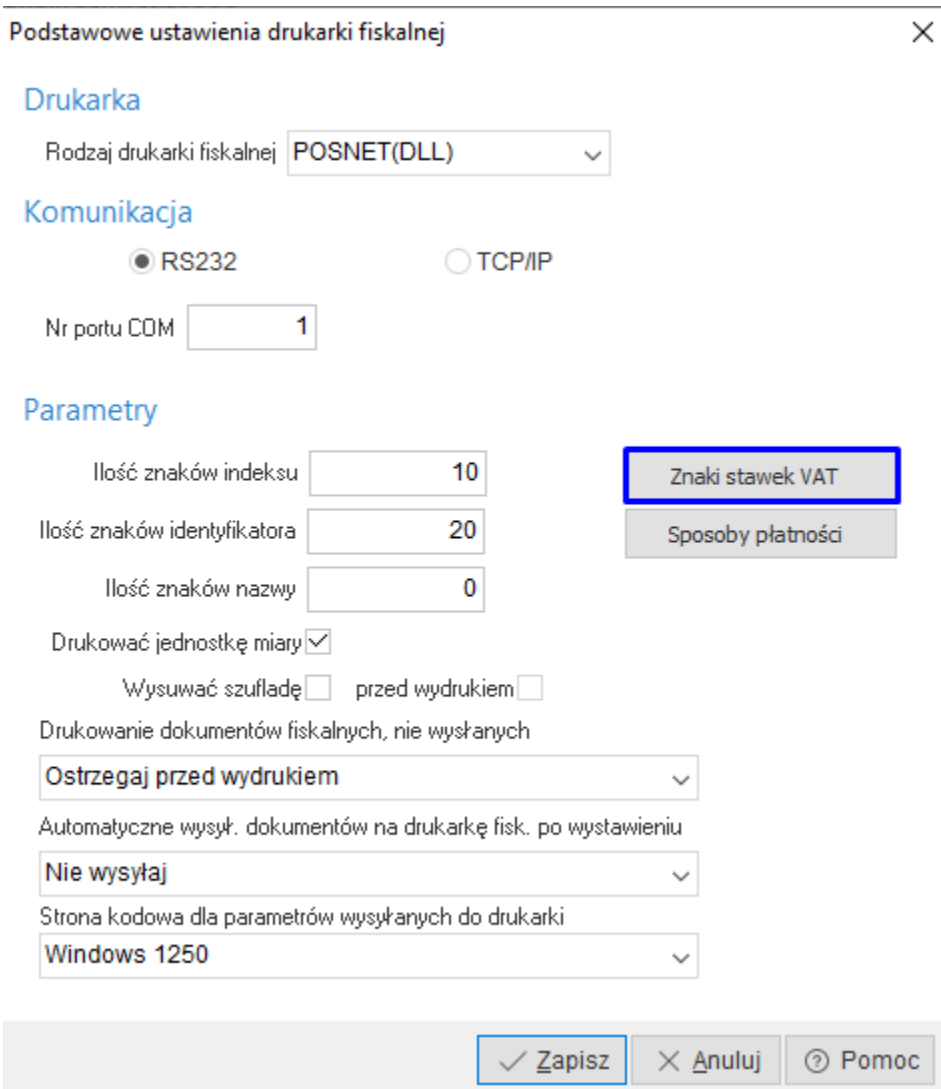 Podstawowe ustawienia drukarki fiskalnej
Drukarka
Rodzaj drukarki fiskalnej POSNET(DLL)
Komunikacja
RS232 TCP/IP
Nr portu COM 1
Parametry
Ilość znaków indeksu 10 Znaki stawek VAT
Ilość znaków identyfikatora 20 Sposoby płatności
Ilość znaków nazwy 0
Drukować jednostkę miary
Wysuwać szufladę przed wydrukiem
Drukowanie dokumentów fiskalnych, nie wysłanych
Ostrzegaj przed wydrukiem
Automatyczne wysył. dokumentów na drukarkę fisk. po wystawieniu
Nie wysyłaj
Strona kodowa dla parametrów wysyłanych do drukarki
Windows 1250
Zapisz Anuluj Pomoc